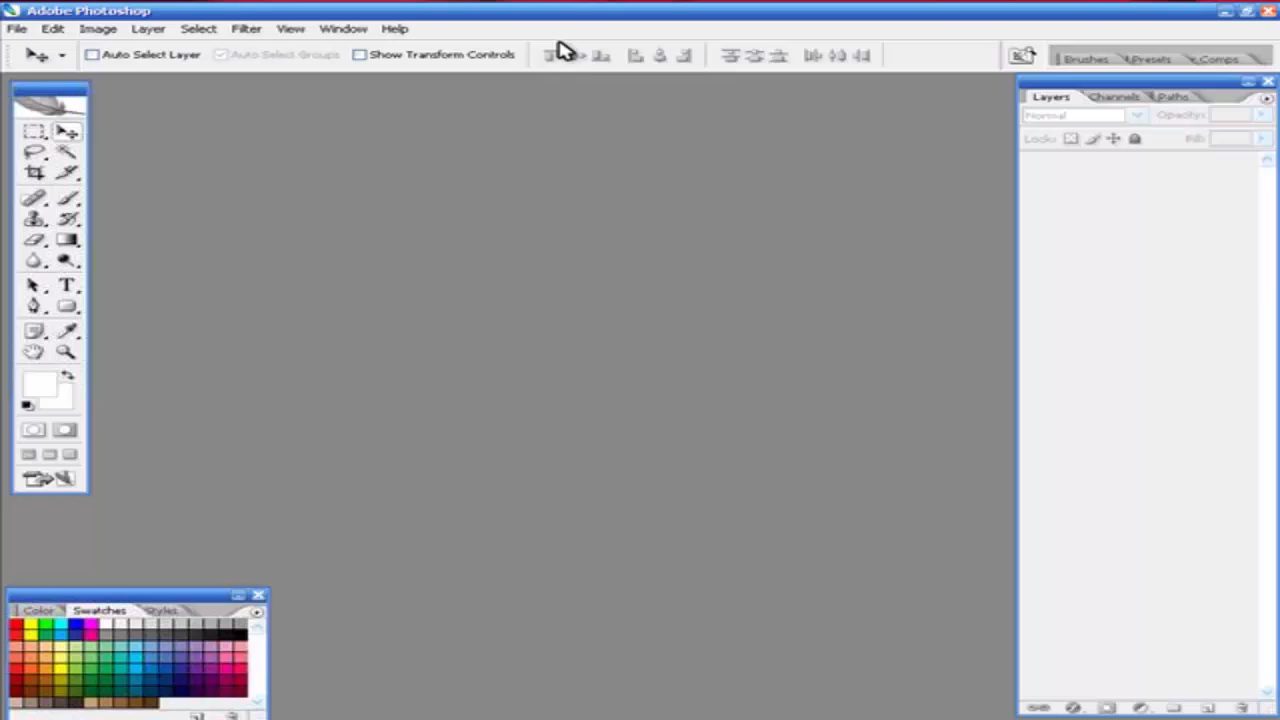 Adobe Photoshop
File Edit Image Layer Select Filter View Window Help
Auto Select Layer Auto Select Groups Show Transform Controls
Brushes Presets Comps
Layers Channels Paths
Normal Opacity:
Lock: Fill:
T
Color Swatches Styles